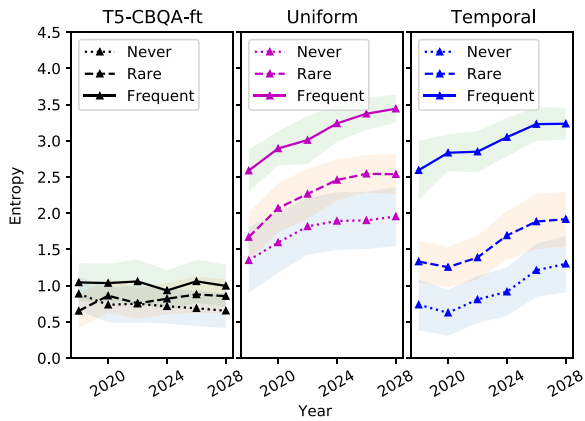 T5-CBQA-ft
Uniform
Temporal
4.5
4.0
3.5
3.0
2.5
2.0
1.5
1.0
0.5
0.0
Entropy
Never
Rare
Frequent
Never
Rare
Frequent
Never
Rare
Frequent
2020
2024
2028
2020
2024
2028
2020
2024
2028
Year